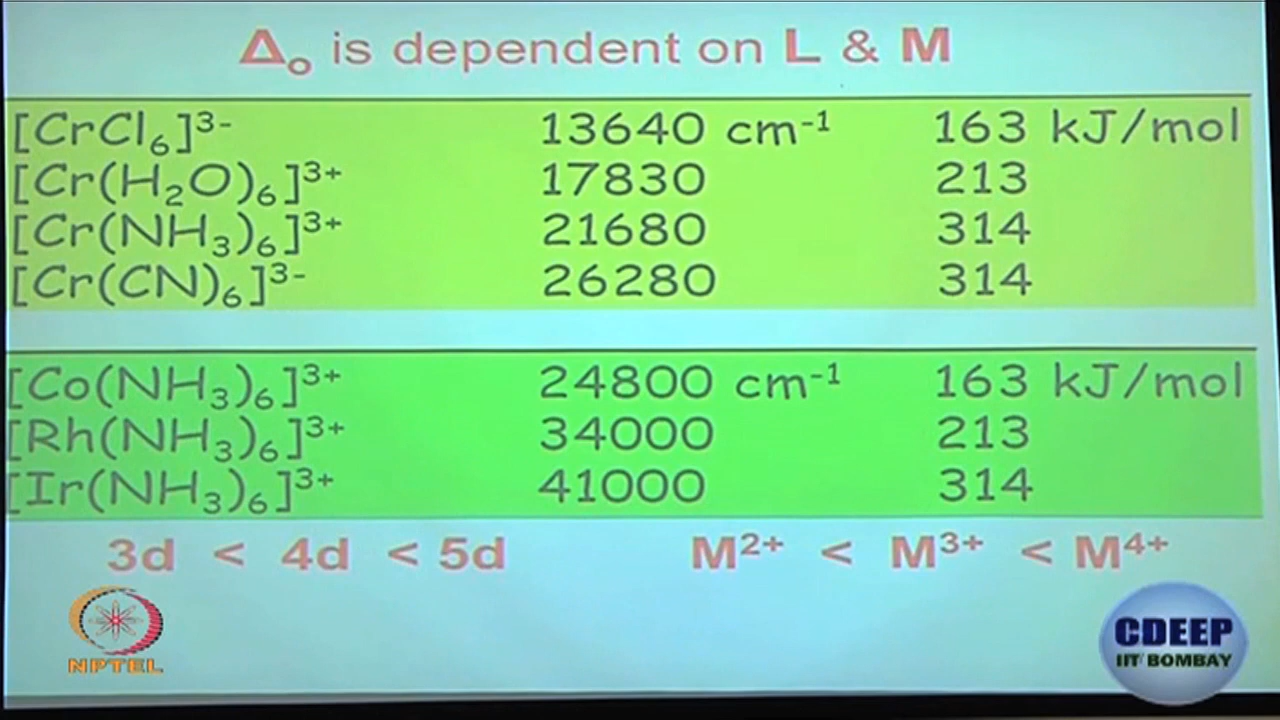 Δₒ is dependent on L & M
[CrCl₆]³⁻ 13640 cm⁻¹ 163 kJ/mol
[Cr(H₂O)₆]³⁺ 17830 213
[Cr(NH₃)₆]³⁺ 21680 314
[Cr(CN)₆]³⁻ 26280 314
[Co(NH₃)₆]³⁺ 24800 cm⁻¹ 163 kJ/mol
[Rh(NH₃)₆]³⁺ 34000 213
[Ir(NH₃)₆]³⁺ 41000 314
3d < 4d < 5d M²⁺ < M³⁺ < M⁴⁺
NPTEL
CDEEP
IIT BOMBAY